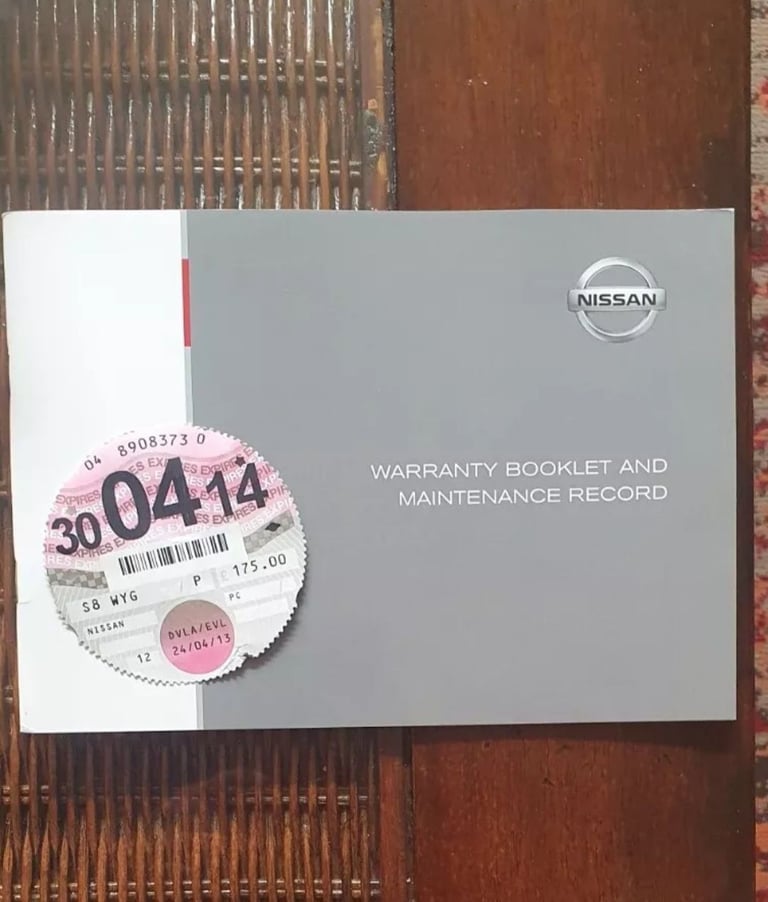 NISSAN
WARRANTY BOOKLET AND
MAINTENANCE RECORD
04 8908373 0
30 04 14
P £175.00
S8 WYG
PC
NISSAN
12
DVLA/EVL
24/04/13